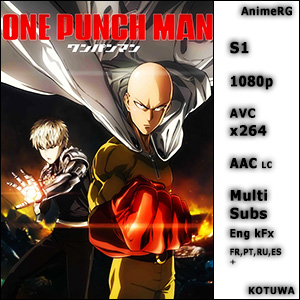 ONE PUNCH MAN
ワンパンマン
AnimeRG
S1
1080p
AVC
x264
AAC LC
Multi
Subs
Eng kFx
FR,PT,RU,ES
+
KOTUWA